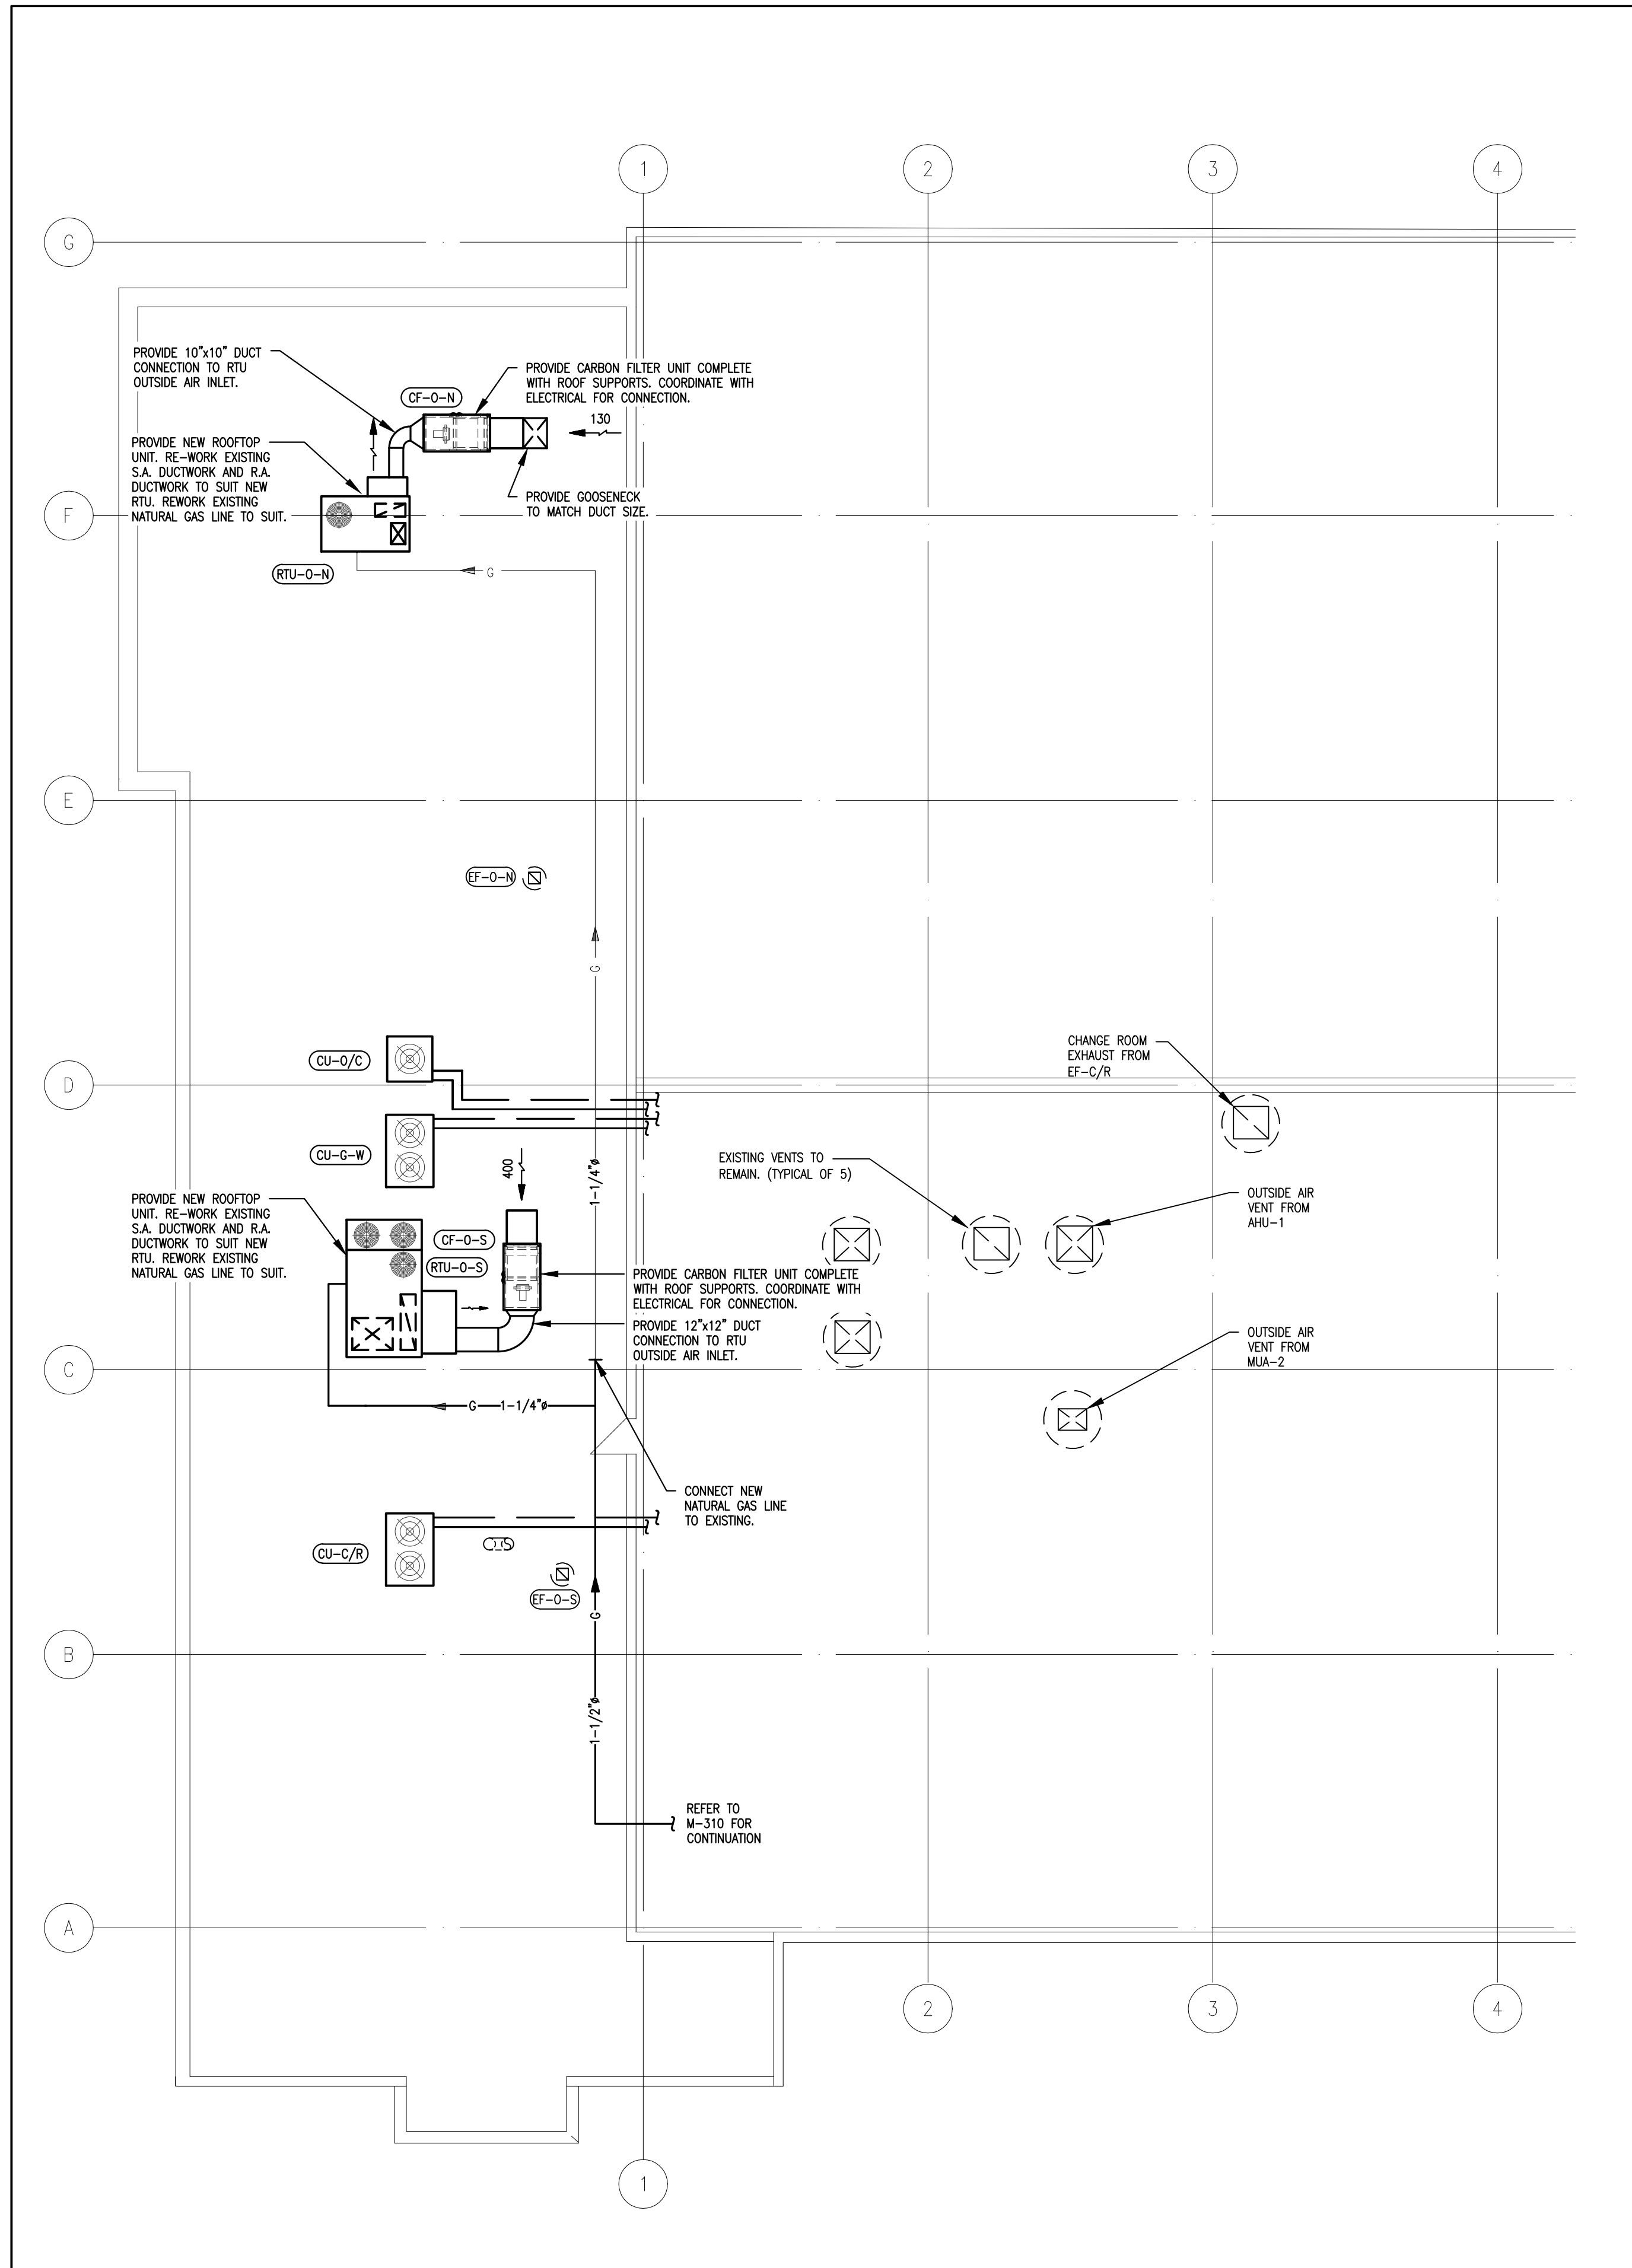 1
2
3
4
G
PROVIDE 10"x10" DUCT
CONNECTION TO RTU
OUTSIDE AIR INLET.
PROVIDE CARBON FILTER UNIT COMPLETE
WITH ROOF SUPPORTS. COORDINATE WITH
ELECTRICAL FOR CONNECTION.
CF-O-N
130
PROVIDE NEW ROOFTOP
UNIT. RE-WORK EXISTING
S.A. DUCTWORK AND R.A.
DUCTWORK TO SUIT NEW
RTU. REWORK EXISTING
NATURAL GAS LINE TO SUIT.
PROVIDE GOOSENECK
TO MATCH DUCT SIZE.
F
RTU-O-N
G
E
EF-O-N
G
CU-O/C
D
CHANGE ROOM
EXHAUST FROM
EF-C/R
CU-G-W
400
1-1/4"ø
EXISTING VENTS TO
REMAIN. (TYPICAL OF 5)
PROVIDE NEW ROOFTOP
UNIT. RE-WORK EXISTING
S.A. DUCTWORK AND R.A.
DUCTWORK TO SUIT NEW
RTU. REWORK EXISTING
NATURAL GAS LINE TO SUIT.
OUTSIDE AIR
VENT FROM
AHU-1
CF-O-S
RTU-O-S
PROVIDE CARBON FILTER UNIT COMPLETE
WITH ROOF SUPPORTS. COORDINATE WITH
ELECTRICAL FOR CONNECTION.
PROVIDE 12"x12" DUCT
CONNECTION TO RTU
OUTSIDE AIR INLET.
OUTSIDE AIR
VENT FROM
MUA-2
C
G 1-1/4"ø
CONNECT NEW
NATURAL GAS LINE
TO EXISTING.
CU-C/R
EF-O-S
G
B
1-1/2"ø
REFER TO
M-310 FOR
CONTINUATION
A
2
3
4
1